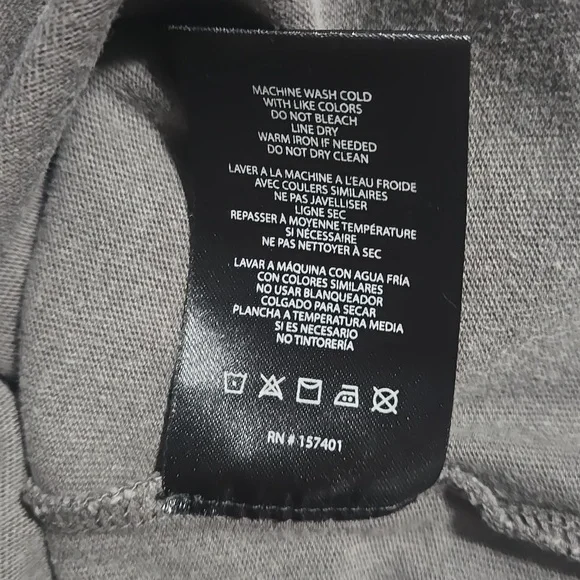 MACHINE WASH COLD
WITH LIKE COLORS
DO NOT BLEACH
LINE DRY
WARM IRON IF NEEDED
DO NOT DRY CLEAN
LAVER A LA MACHINE A L'EAU FROIDE
AVEC COULERS SIMILAIRES
NE PAS JAVELLISER
LIGNE SEC
REPASSER À MOYENNE TEMPÉRATURE
SI NÉCESSAIRE
NE PAS NETTOYER À SEC
LAVAR A MÁQUINA CON AGUA FRÍA
CON COLORES SIMILARES
NO USAR BLANQUEADOR
COLGADO PARA SECAR
PLANCHA A TEMPERATURA MEDIA
SI ES NECESARIO
NO TINTORERÍA
RN # 157401